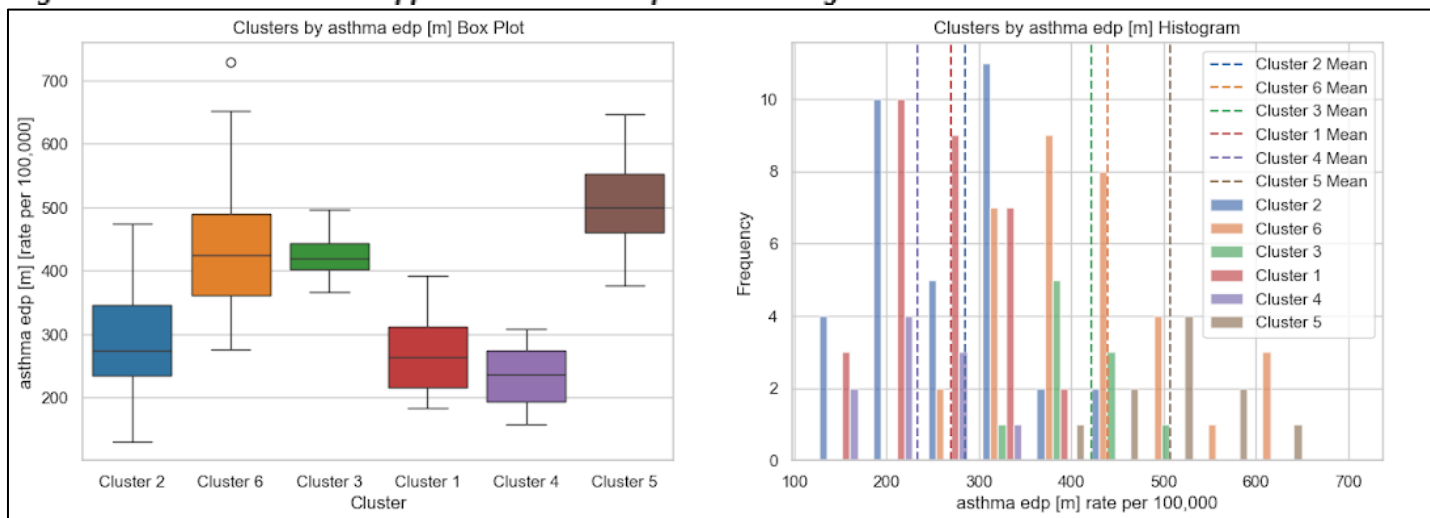 Clusters by asthma edp [m] Box Plot
asthma edp [m] [rate per 100,000]
700
600
500
400
300
200
Cluster 2
Cluster 6
Cluster 3
Cluster 1
Cluster 4
Cluster 5
Cluster
Clusters by asthma edp [m] Histogram
Frequency
10
8
6
4
2
0
100
200
300
400
500
600
700
asthma edp [m] rate per 100,000
Cluster 2 Mean
Cluster 6 Mean
Cluster 3 Mean
Cluster 1 Mean
Cluster 4 Mean
Cluster 5 Mean
Cluster 2
Cluster 6
Cluster 3
Cluster 1
Cluster 4
Cluster 5